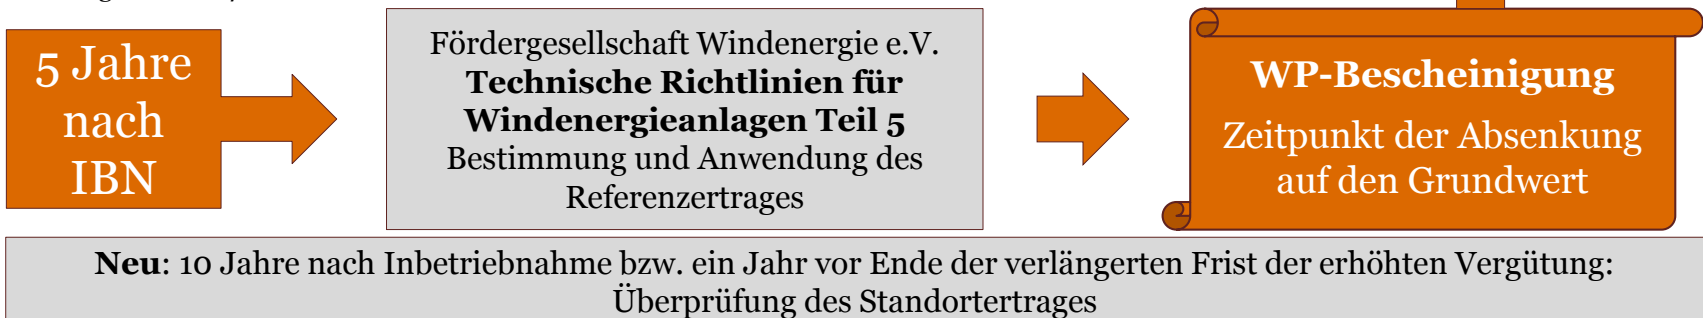 5 Jahre
nach
IBN
Fördergesellschaft Windenergie e.V.
Technische Richtlinien für
Windenergieanlagen Teil 5
Bestimmung und Anwendung des
Referenzertrages
WP-Bescheinigung
Zeitpunkt der Absenkung
auf den Grundwert
Neu: 10 Jahre nach Inbetriebnahme bzw. ein Jahr vor Ende der verlängerten Frist der erhöhten Vergütung:
Überprüfung des Standortertrages